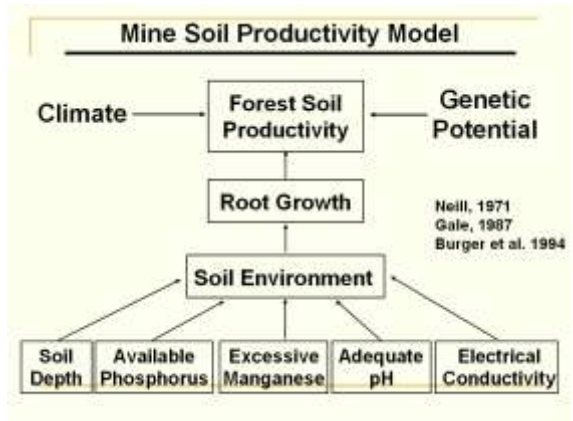 Mine Soil Productivity Model
Climate
Forest Soil
Productivity
Genetic
Potential
Root Growth
Neill, 1971
Gale, 1987
Burger et al. 1994
Soil Environment
Soil
Depth
Available
Phosphorus
Excessive
Manganese
Adequate
pH
Electrical
Conductivity